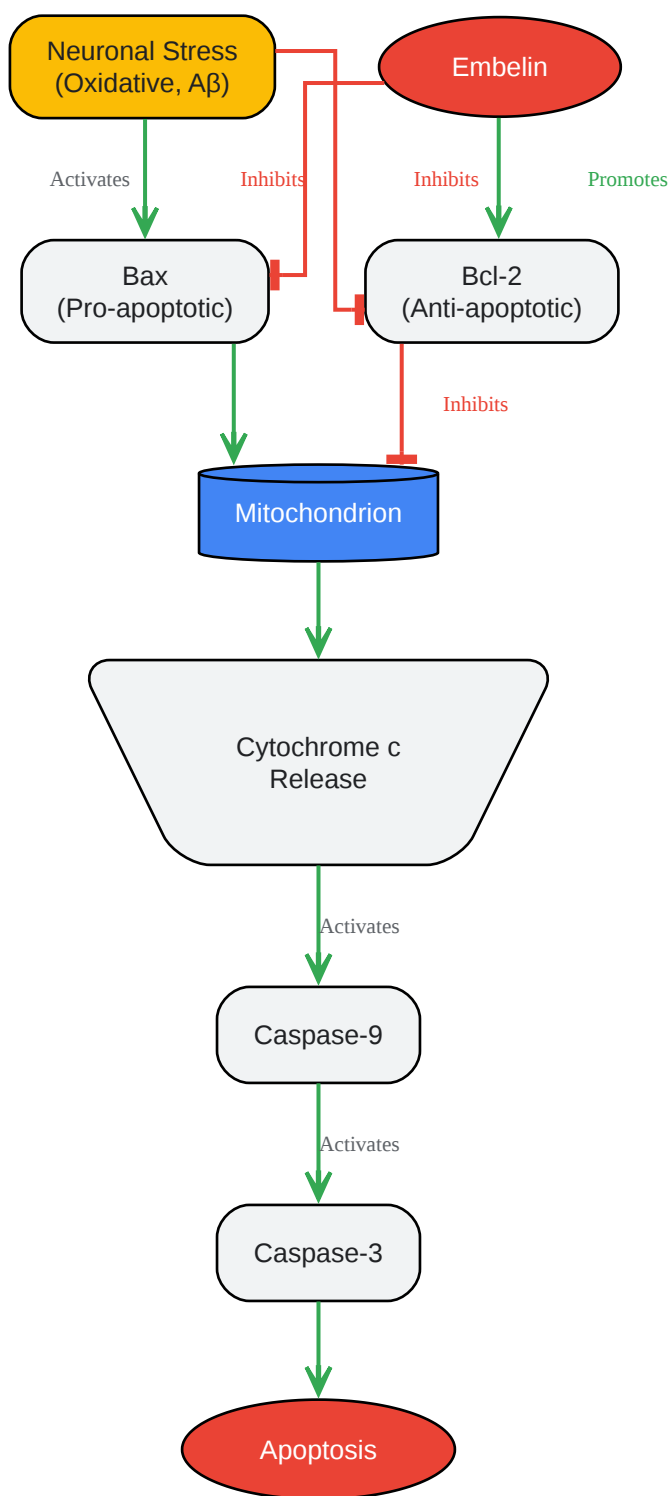 Neuronal Stress
(Oxidative, Aβ)
Embelin
Activates
Inhibits
Inhibits
Promotes
Bax
(Pro-apoptotic)
Bcl-2
(Anti-apoptotic)
Inhibits
Mitochondrion
Cytochrome c
Release
Activates
Caspase-9
Activates
Caspase-3
Apoptosis